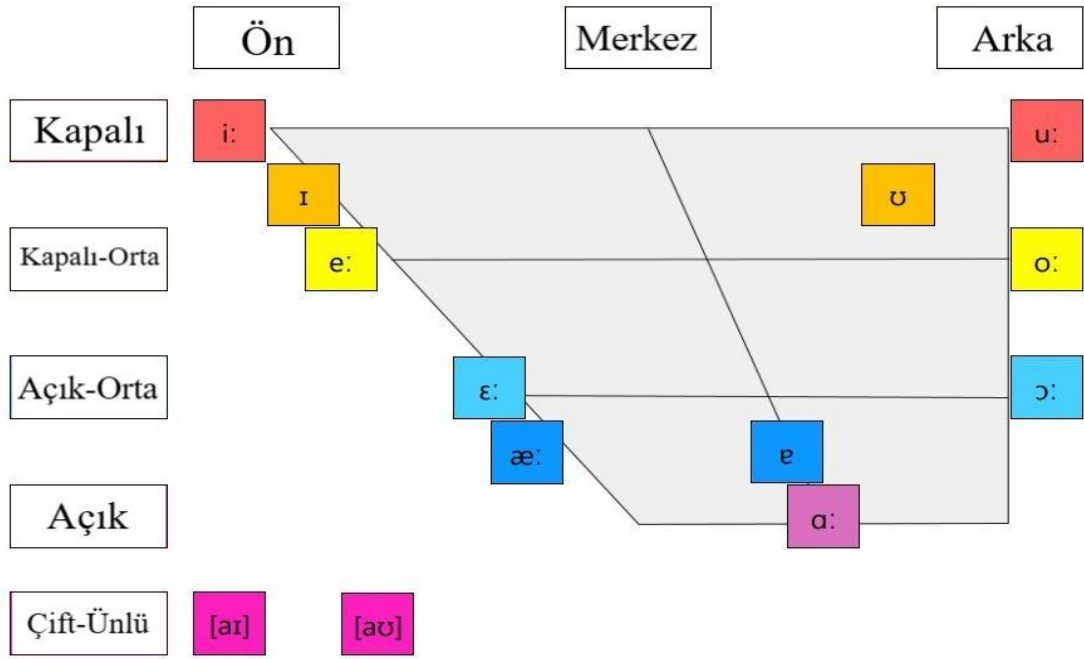 Ön Merkez Arka
Kapalı iː uː
ɪ ʊ
Kapalı-Orta eː oː
Açık-Orta ɛː ɔː
æː ɐ
Açık ɑː
Çift-Ünlü [aɪ] [aʊ]